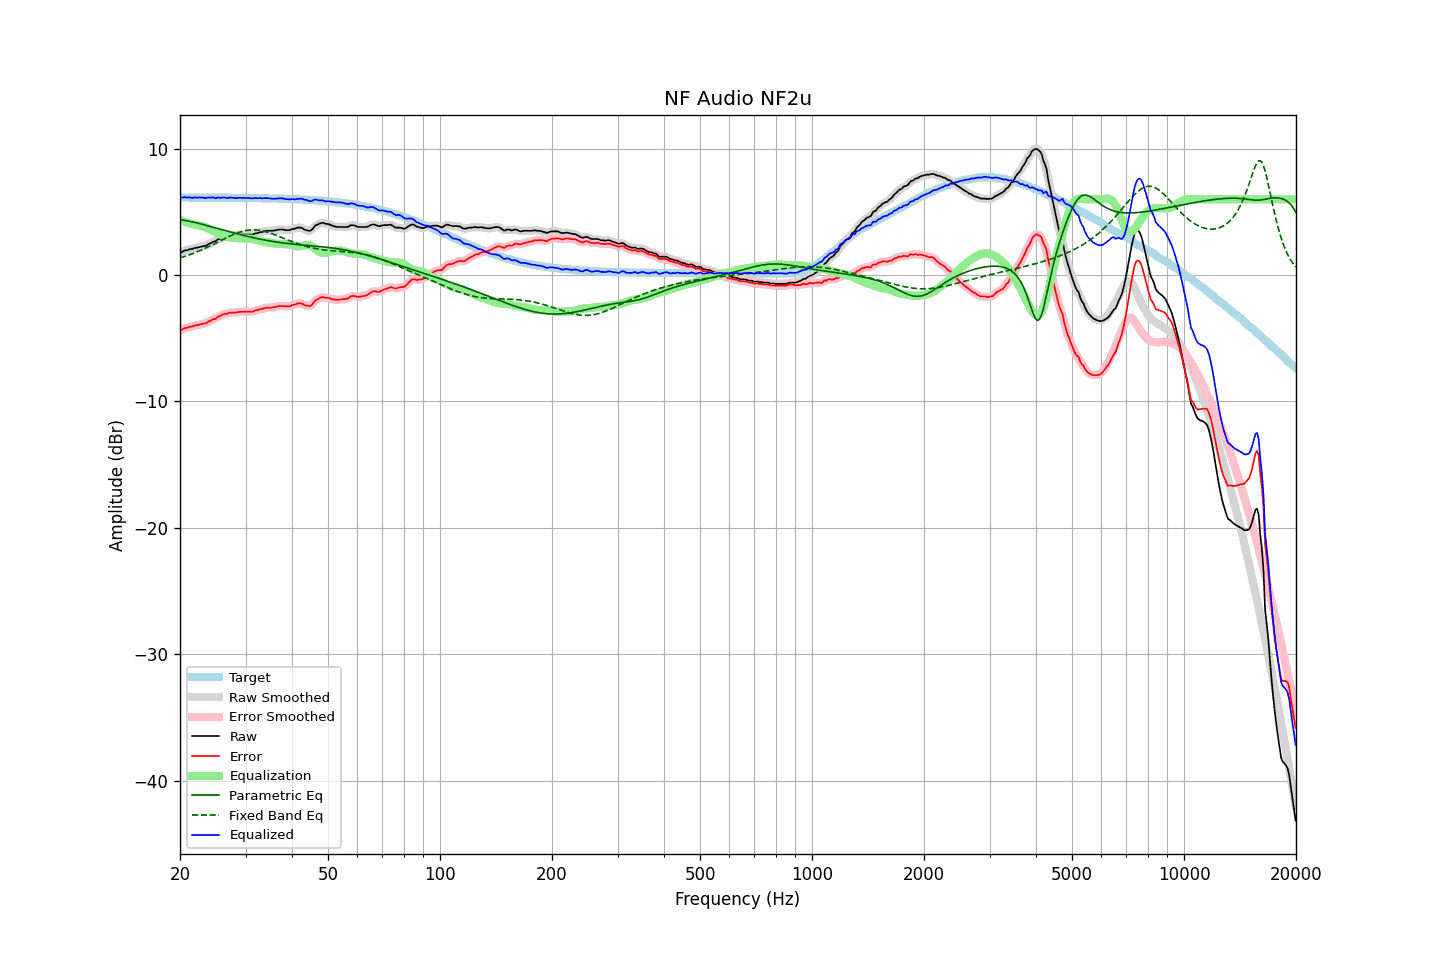 NF Audio NF2u
10
0
−10
−20
−30
−40
Amplitude (dBr)
Target
Raw Smoothed
Error Smoothed
Raw
Error
Equalization
Parametric Eq
Fixed Band Eq
Equalized
20 50 100 200 500 1000 2000 5000 10000 20000
Frequency (Hz)